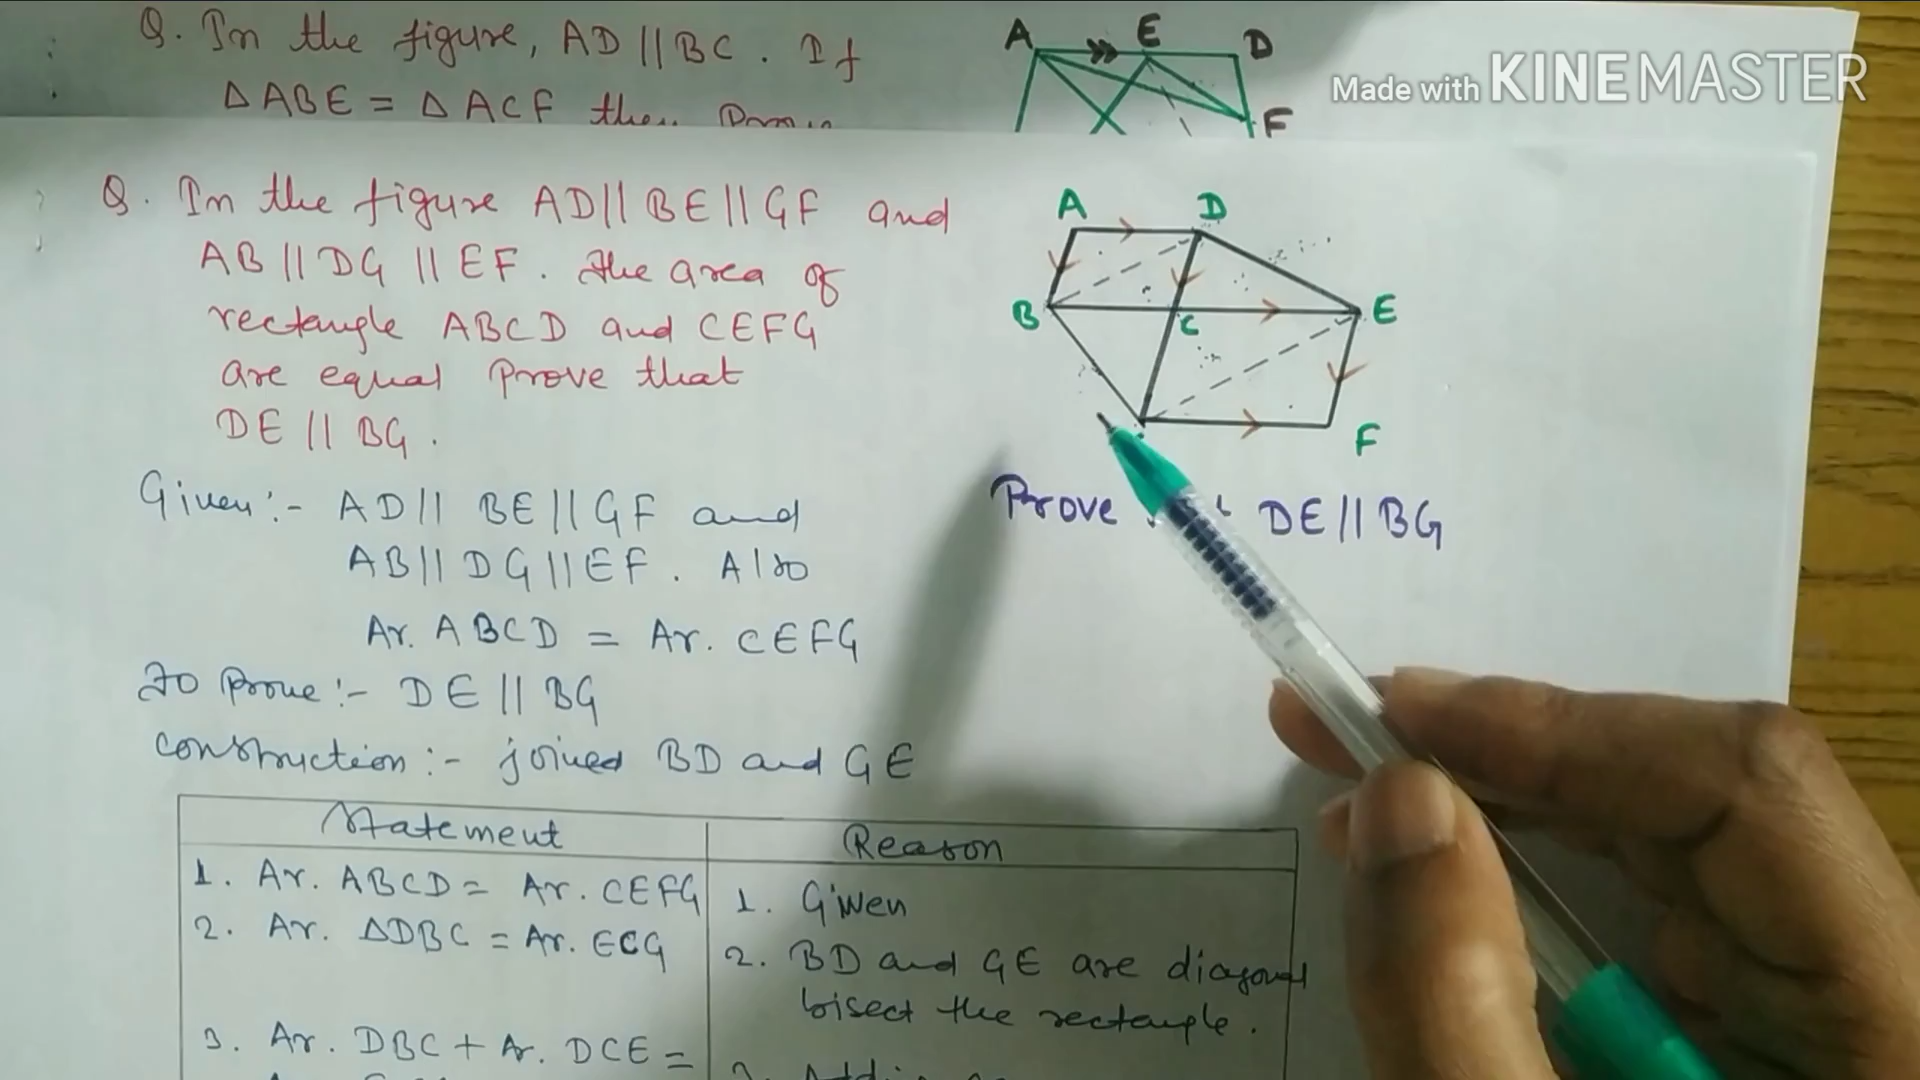 Q. In the figure, AD || BC. If
Δ ABE = Δ ACF then
A E D
F
Made with KINEMASTER
Q. In the figure AD || BE || GF and
AB || DG || EF. The area of
rectangle ABCD and CEFG
are equal prove that
DE || BG.
A D
B C E
F
Given:- AD || BE || GF and
AB || DG || EF. Also
Ar. ABCD = Ar. CEFG
To prove:- DE || BG
construction:- joined BD and GE
Prove DE || BG
Statement Reason
1. Ar. ABCD = Ar. CEFG 1. Given
2. Ar. ΔDBC = Ar. ECG 2. BD and GE are diagonal
bisect the rectangle.
3. Ar. DBC + Ar. DCE =